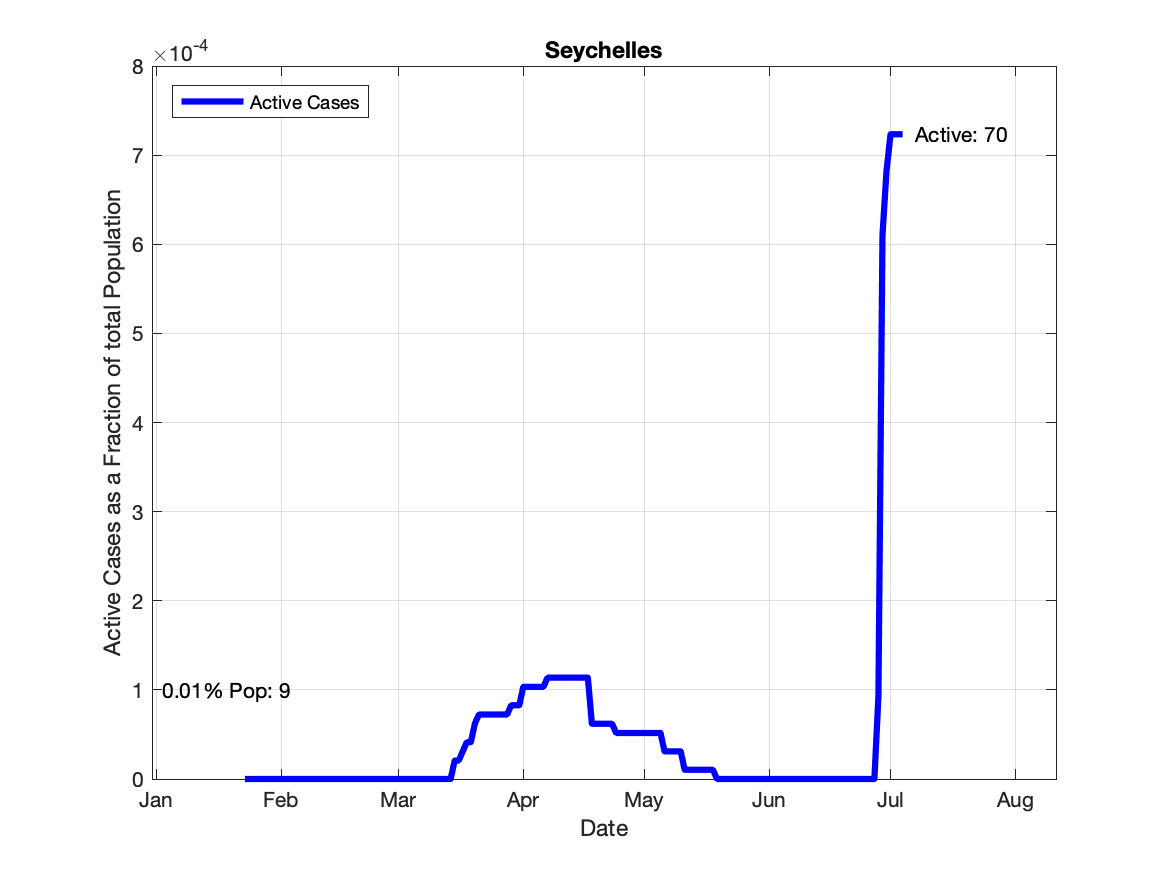 Seychelles
×10-4
8
7
6
5
4
3
2
1
0
Active Cases
Active: 70
0.01% Pop: 9
Active Cases as a Fraction of total Population
Jan Feb Mar Apr May Jun Jul Aug
Date